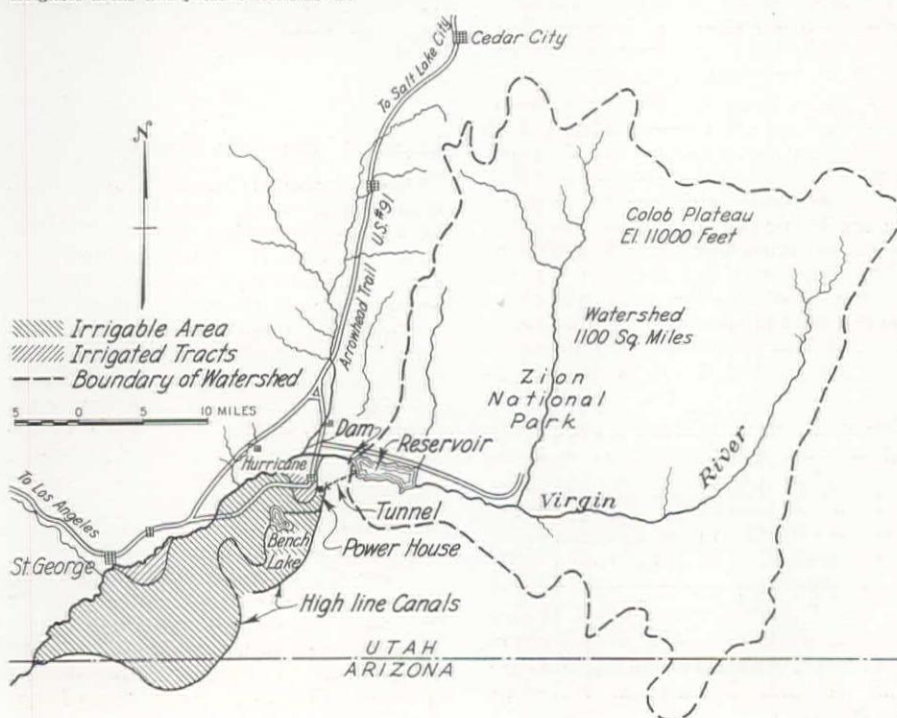 Cedar City
To Salt Lake City
N
U.S. #91
Colob Plateau
El. 11000 Feet
Arrowhead Trail
Watershed
1100 Sq. Miles
Irrigable Area
Irrigated Tracts
Boundary of Watershed
5 0 5 10 MILES
Zion
National
Park
Dam
Reservoir
Hurricane
To Los Angeles
Virgin River
Tunnel
Bench
Lake
Power House
St. George
High line Canals
UTAH
ARIZONA